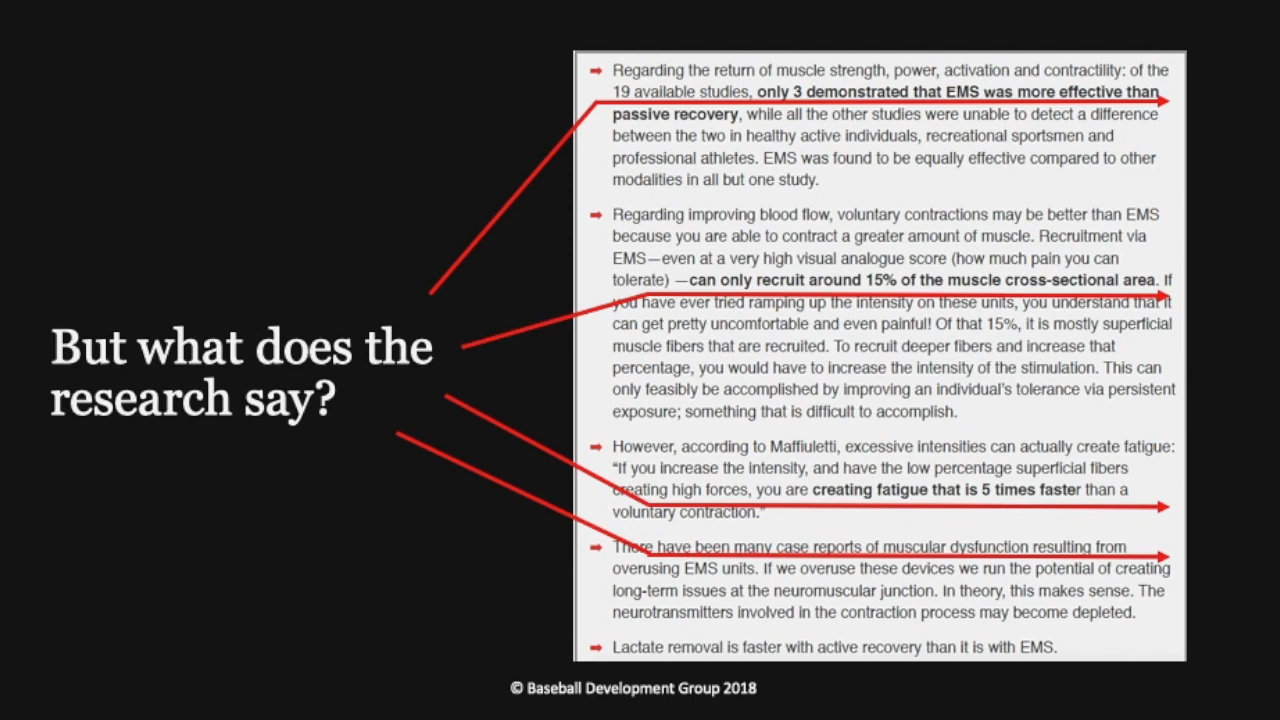 But what does the
research say?
Regarding the return of muscle strength, power, activation and contractility: of the
19 available studies, only 3 demonstrated that EMS was more effective than
passive recovery, while all the other studies were unable to detect a difference
between the two in healthy active individuals, recreational sportsmen and
professional athletes. EMS was found to be equally effective compared to other
modalities in all but one study.
Regarding improving blood flow, voluntary contractions may be better than EMS
because you are able to contract a greater amount of muscle. Recruitment via
EMS—even at a very high visual analogue score (how much pain you can
tolerate) —can only recruit around 15% of the muscle cross-sectional area. If
you have ever tried ramping up the intensity on these units, you understand that it
can get pretty uncomfortable and even painful! Of that 15%, it is mostly superficial
muscle fibers that are recruited. To recruit deeper fibers and increase that
percentage, you would have to increase the intensity of the stimulation. This can
only feasibly be accomplished by improving an individual's tolerance via persistent
exposure; something that is difficult to accomplish.
However, according to Maffiuletti, excessive intensities can actually create fatigue:
“If you increase the intensity, and have the low percentage superficial fibers
creating high forces, you are creating fatigue that is 5 times faster than a
voluntary contraction.”
There have been many case reports of muscular dysfunction resulting from
overusing EMS units. If we overuse these devices we run the potential of creating
long-term issues at the neuromuscular junction. In theory, this makes sense. The
neurotransmitters involved in the contraction process may become depleted.
Lactate removal is faster with active recovery than it is with EMS.
© Baseball Development Group 2018